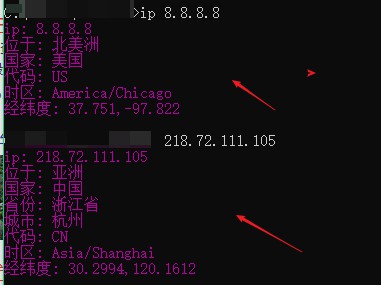 C:\ >ip 8.8.8.8
ip: 8.8.8.8
位于: 北美洲
国家: 美国
代码: US
时区: America/Chicago
经纬度: 37.751,-97.822
218.72.111.105
ip: 218.72.111.105
位于: 亚洲
国家: 中国
省份: 浙江省
城市: 杭州
代码: CN
时区: Asia/Shanghai
经纬度: 30.2994,120.1612